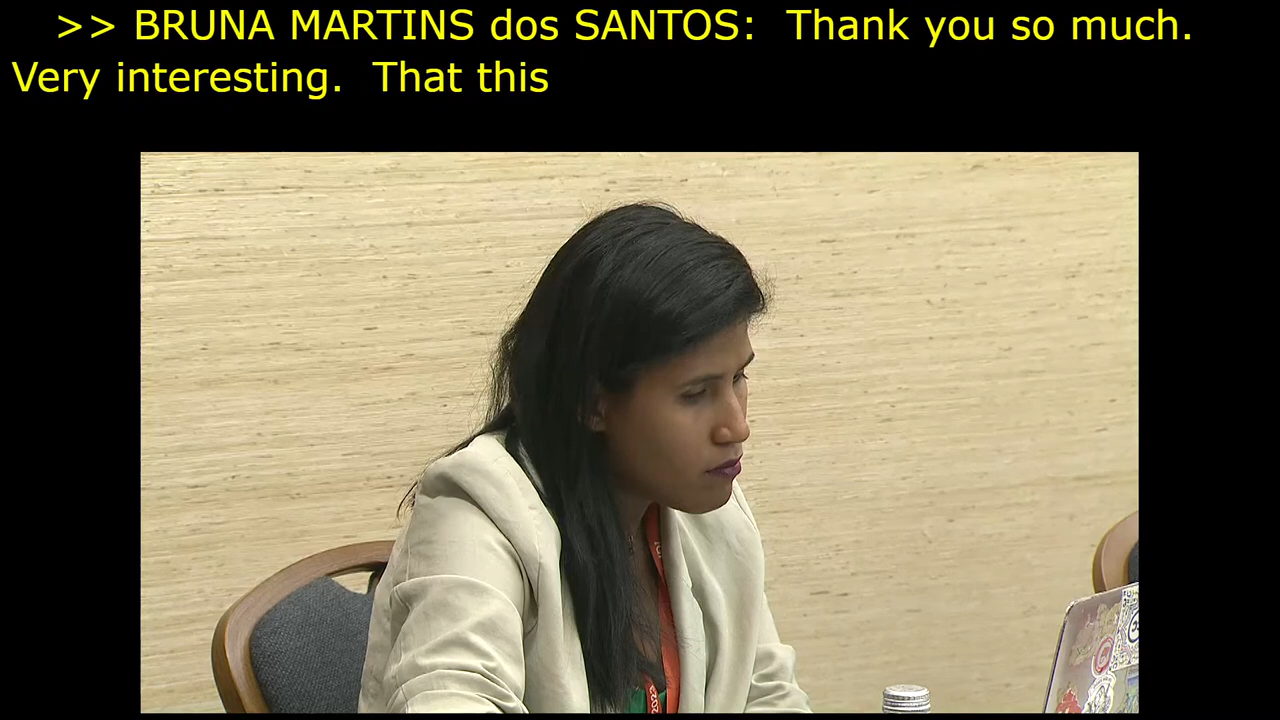 >> BRUNA MARTINS dos SANTOS:  Thank you so much.
Very interesting.  That this